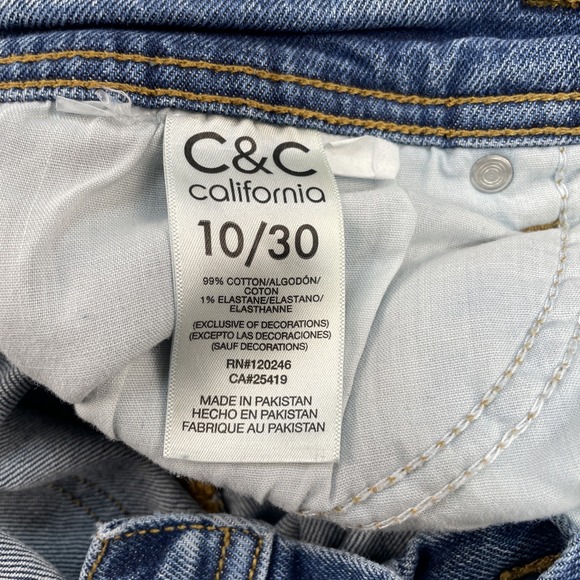 C&C
california
10/30
99% COTTON/ALGODÓN/
COTON
1% ELASTANE/ELASTANO/
ELASTHANNE
(EXCLUSIVE OF DECORATIONS)
(EXCEPTO LAS DECORACIONES)
(SAUF DECORATIONS)
RN#120246
CA#25419
MADE IN PAKISTAN
HECHO EN PAKISTAN
FABRIQUE AU PAKISTAN